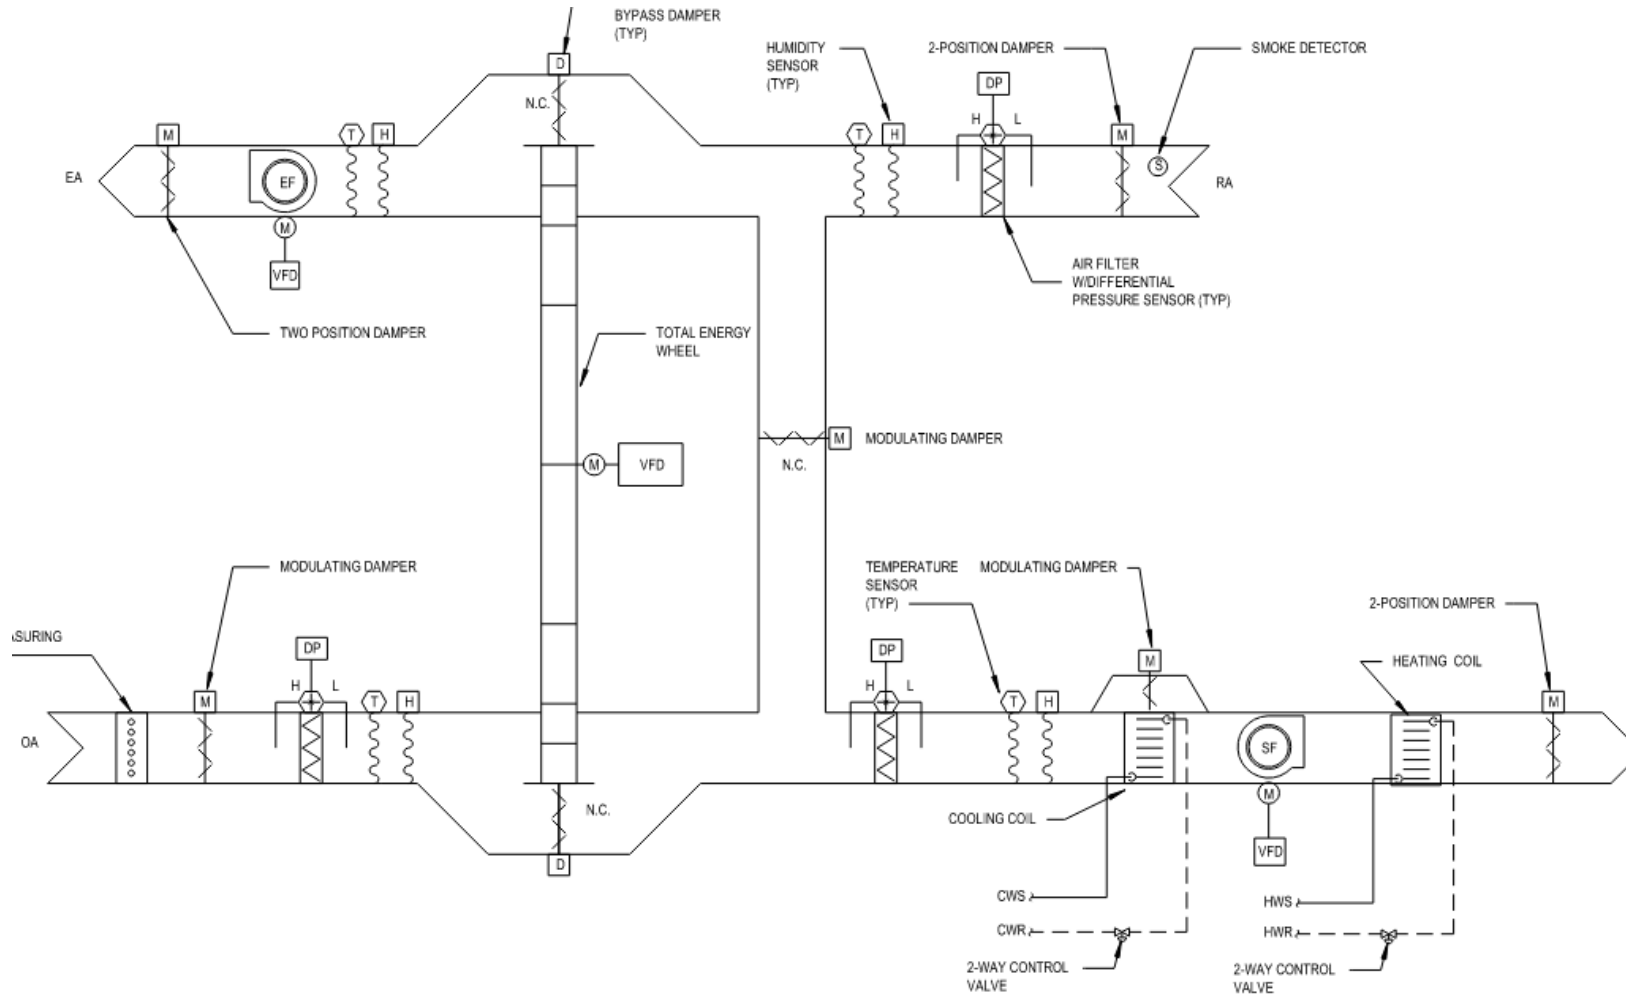 BYPASS DAMPER
(TYP)
D
N.C.
HUMIDITY
SENSOR
(TYP)
2-POSITION DAMPER
SMOKE DETECTOR
DP
H
L
M
T
H
T
H
M
S
EA
EF
RA
M
VFD
AIR FILTER
W/DIFFERENTIAL
PRESSURE SENSOR (TYP)
TWO POSITION DAMPER
TOTAL ENERGY
WHEEL
M
MODULATING DAMPER
N.C.
M
VFD
MODULATING DAMPER
TEMPERATURE
SENSOR
(TYP)
MODULATING DAMPER
2-POSITION DAMPER
ASURING
DP
DP
M
HEATING COIL
H
L
H
L
M
T
H
T
H
M
OA
SF
M
N.C.
COOLING COIL
VFD
D
CWS
HWS
CWR
HWR
2-WAY CONTROL
VALVE
2-WAY CONTROL
VALVE